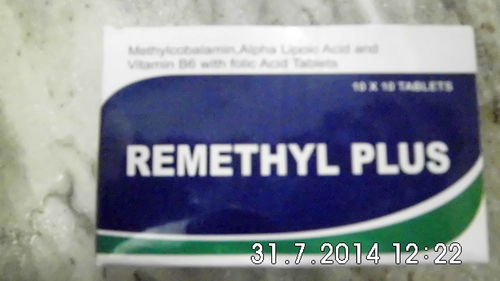 Methylcobalamin,Alpha Lipoic Acid and
Vitamin B6 with folic Acid Tablets
10 X 10 TABLETS
REMETHYL PLUS
31.7.2014 12:22